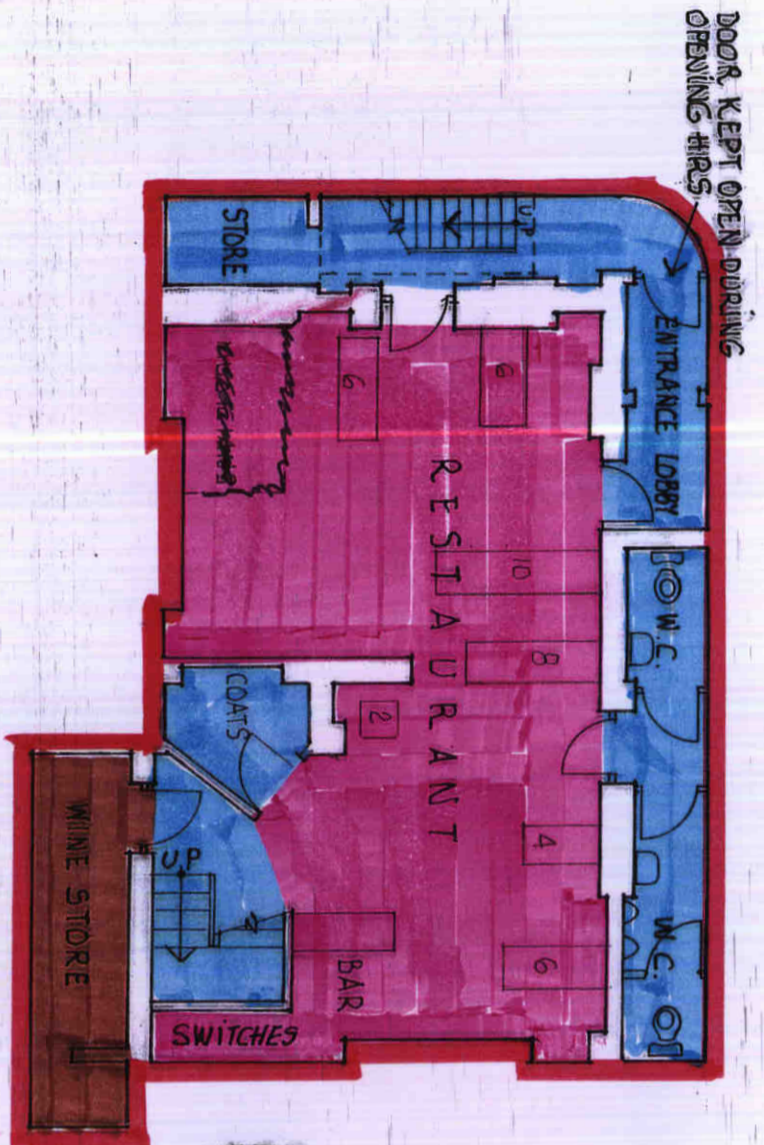 DOOR KEPT OPEN DURING
OPENING HRS
ENTRANCE LOBBY
W.C.
W.C.
UP
STORE
6
6
10
8
4
6
RESTAURANT
2
COATS
BAR
UP
SWITCHES
WINE STORE